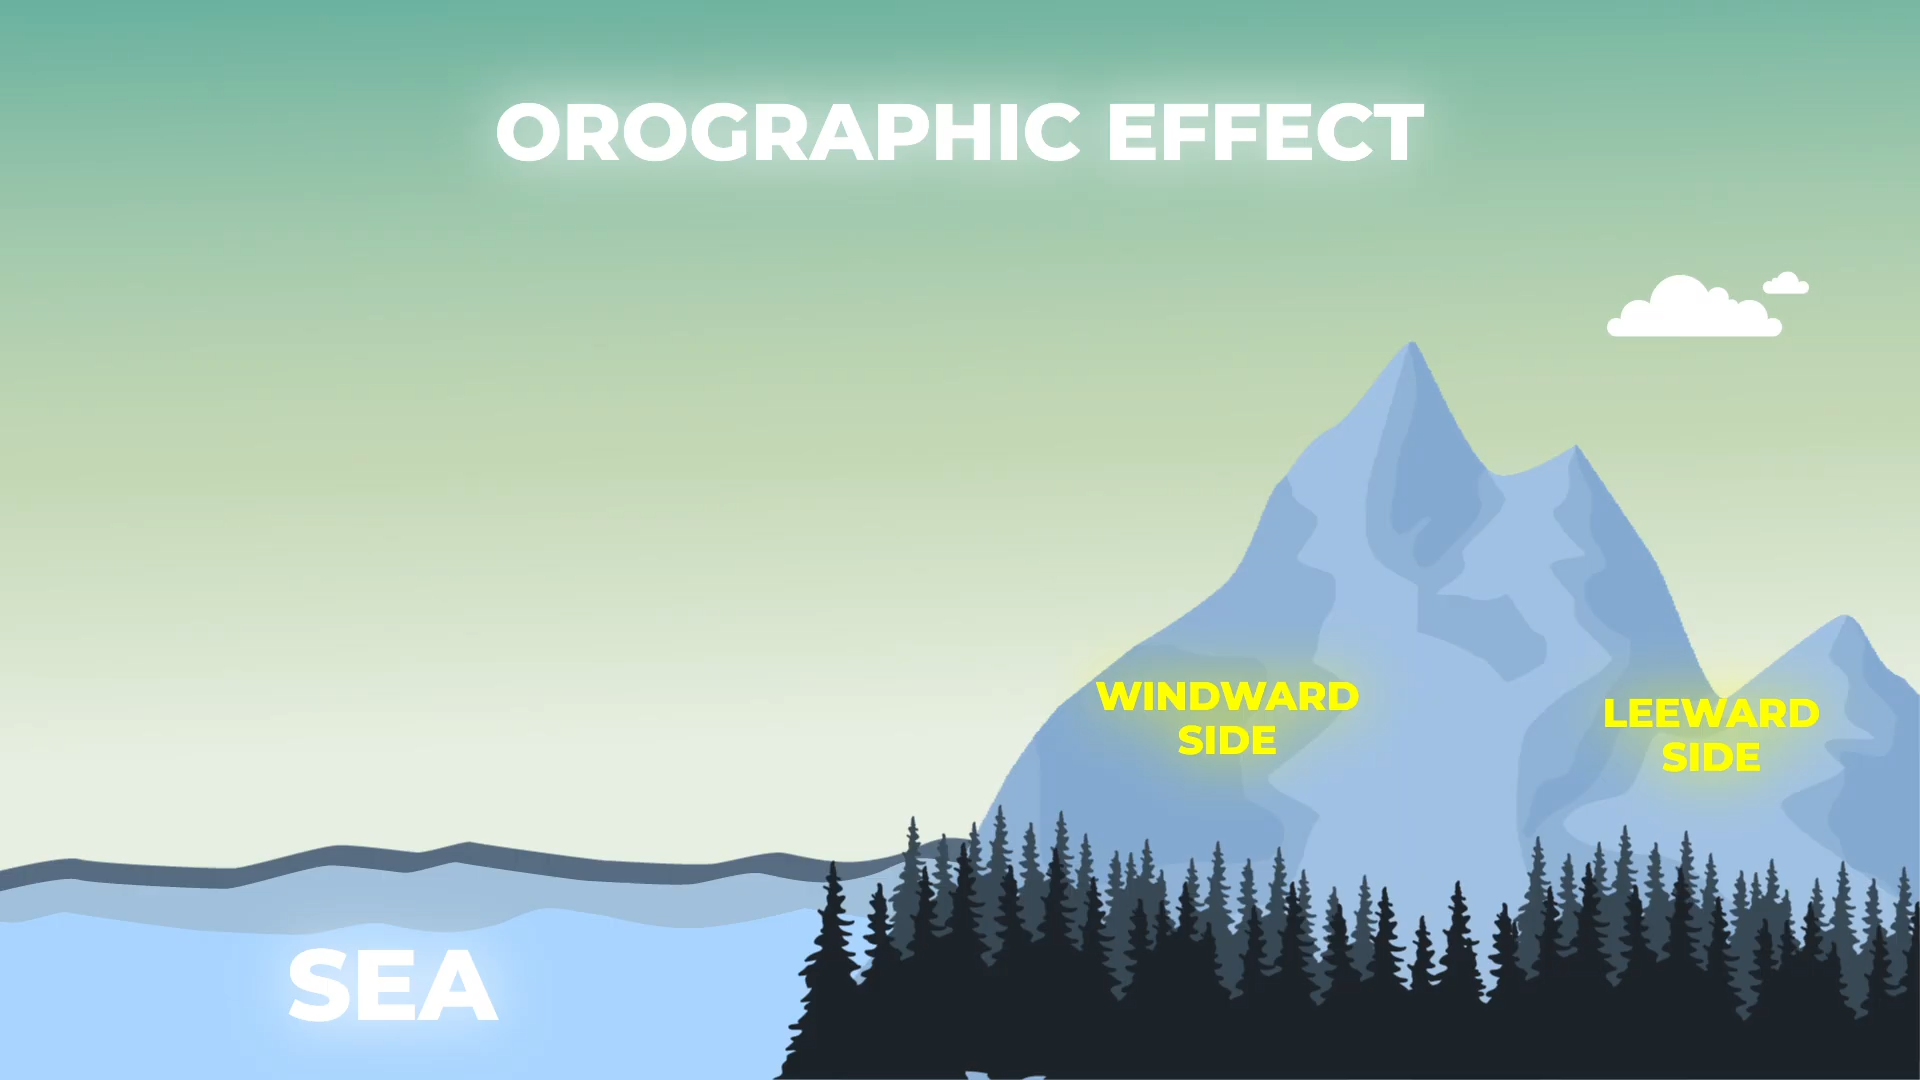 OROGRAPHIC EFFECT
WINDWARD
SIDE
LEEWARD
SIDE
SEA